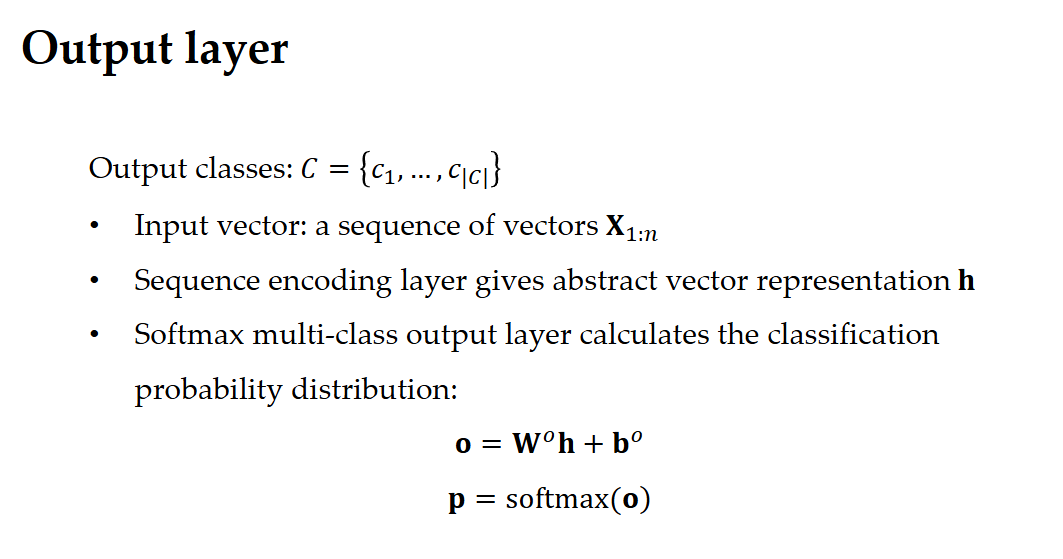 Output layer
Output classes: C = {c₁, … , c|C|}
• Input vector: a sequence of vectors X₁:ₙ
• Sequence encoding layer gives abstract vector representation h
• Softmax multi-class output layer calculates the classification
probability distribution:
o = Wᵒh + bᵒ
p = softmax(o)